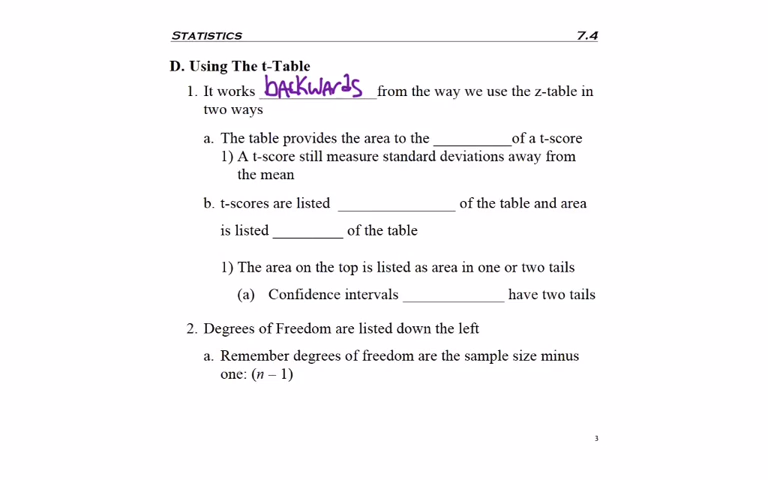 STATISTICS 7.4
D. Using The t-Table
1. It works backwards from the way we use the z-table in
two ways
a. The table provides the area to the __________ of a t-score
1) A t-score still measure standard deviations away from
the mean
b. t-scores are listed _______________ of the table and area
is listed _________ of the table
1) The area on the top is listed as area in one or two tails
(a) Confidence intervals _____________ have two tails
2. Degrees of Freedom are listed down the left
a. Remember degrees of freedom are the sample size minus
one: (n – 1)
3